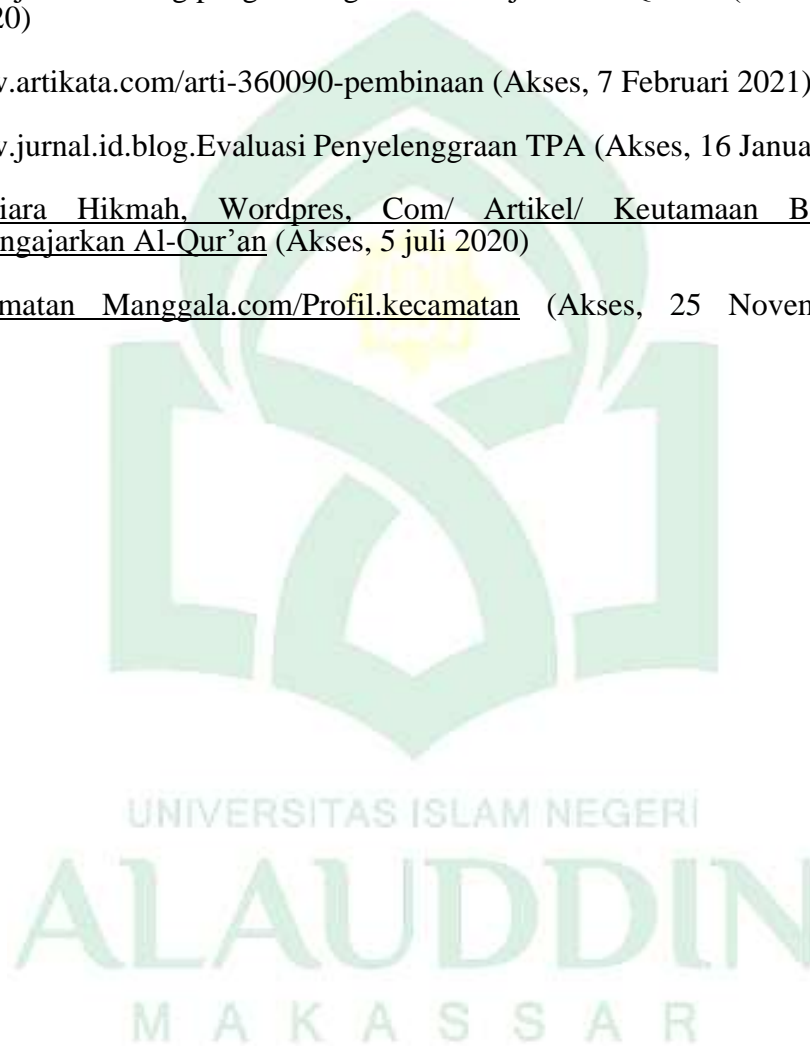 20)
.artikata.com/arti-360090-pembinaan (Akses, 7 Februari 2021)
.jurnal.id.blog.Evaluasi Penyelenggraan TPA (Akses, 16 Janua
iara Hikmah, Wordpres, Com/ Artikel/ Keutamaan B
ngajarkan Al-Qur’an (Akses, 5 juli 2020)
matan Manggala.com/Profil.kecamatan (Akses, 25 Noven
UNIVERSITAS ISLAM NEGERI
ALAUDDIN
MAKASSAR